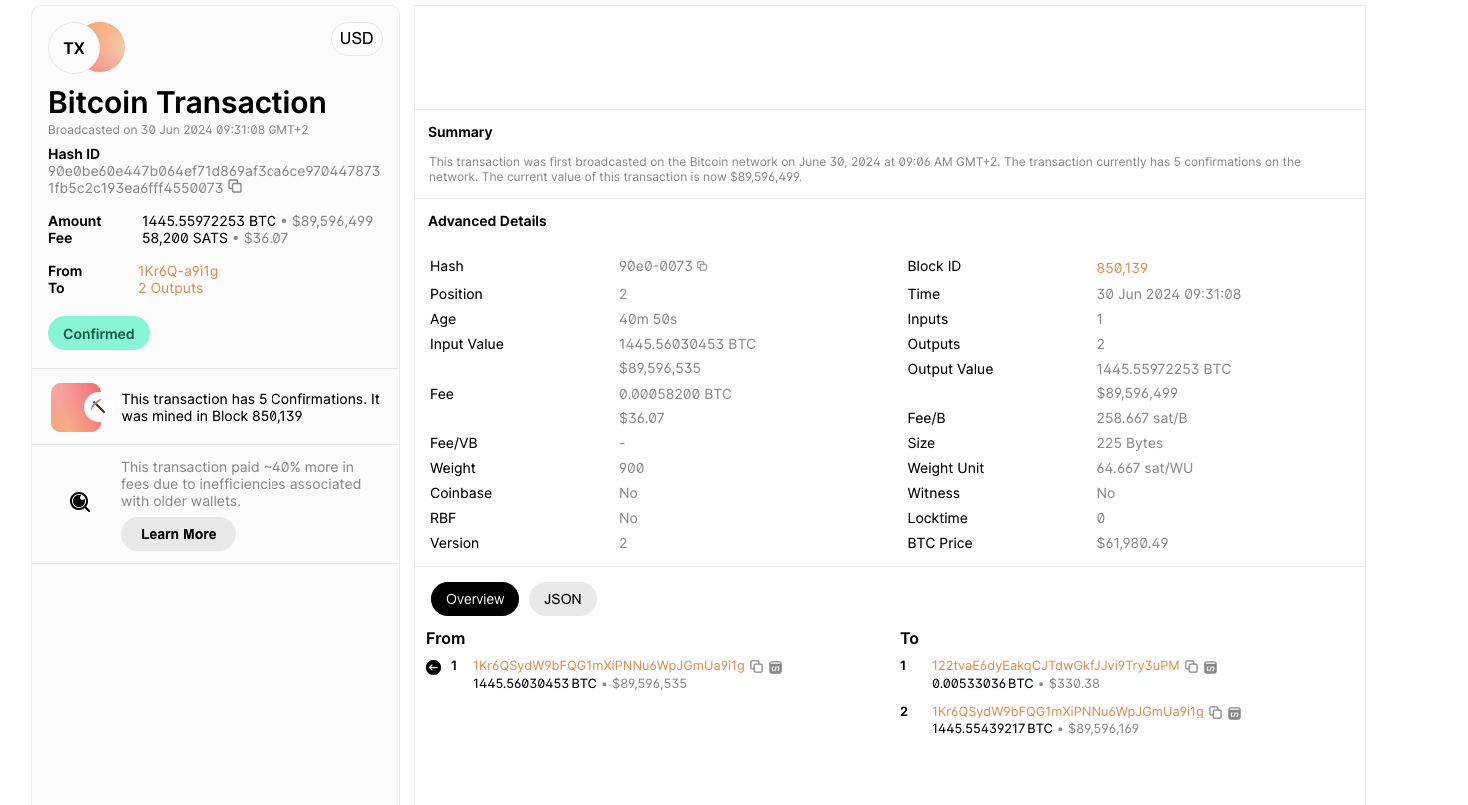 TX
USD
Bitcoin Transaction
Broadcasted on 30 Jun 2024 09:31:08 GMT+2
Hash ID
90e0be60e447b064ef71d869af3ca6ce970447873
1fb5c2c193ea6fff4550073
Amount 1445.55972253 BTC • $89,596,499
Fee 58,200 SATS • $36.07
From 1Kr6Q-a9i1g
To 2 Outputs
Confirmed
This transaction has 5 Confirmations. It
was mined in Block 850,139
This transaction paid ~40% more in
fees due to inefficiencies associated
with older wallets.
Learn More
Summary
This transaction was first broadcasted on the Bitcoin network on June 30, 2024 at 09:06 AM GMT+2. The transaction currently has 5 confirmations on the
network. The current value of this transaction is now $89,596,499.
Advanced Details
Hash 90e0-0073 Block ID 850,139
Position 2 Time 30 Jun 2024 09:31:08
Age 40m 50s Inputs 1
Input Value 1445.56030453 BTC Outputs 2
$89,596,535 Output Value 1445.55972253 BTC
Fee 0.00058200 BTC $89,596,499
$36.07 Fee/B 258.667 sat/B
Fee/VB - Size 225 Bytes
Weight 900 Weight Unit 64.667 sat/WU
Coinbase No Witness No
RBF No Locktime 0
Version 2 BTC Price $61,980.49
Overview JSON
From To
1 1Kr6QSydW9bFQG1mXiPNNu6WpJGmUa9i1g 1 122tvaE6dyEakqCJTdwGkfJJvi9Try3uPM
1445.56030453 BTC • $89,596,535 0.00533036 BTC • $330.38
2 1Kr6QSydW9bFQG1mXiPNNu6WpJGmUa9i1g
1445.55439217 BTC • $89,596,169